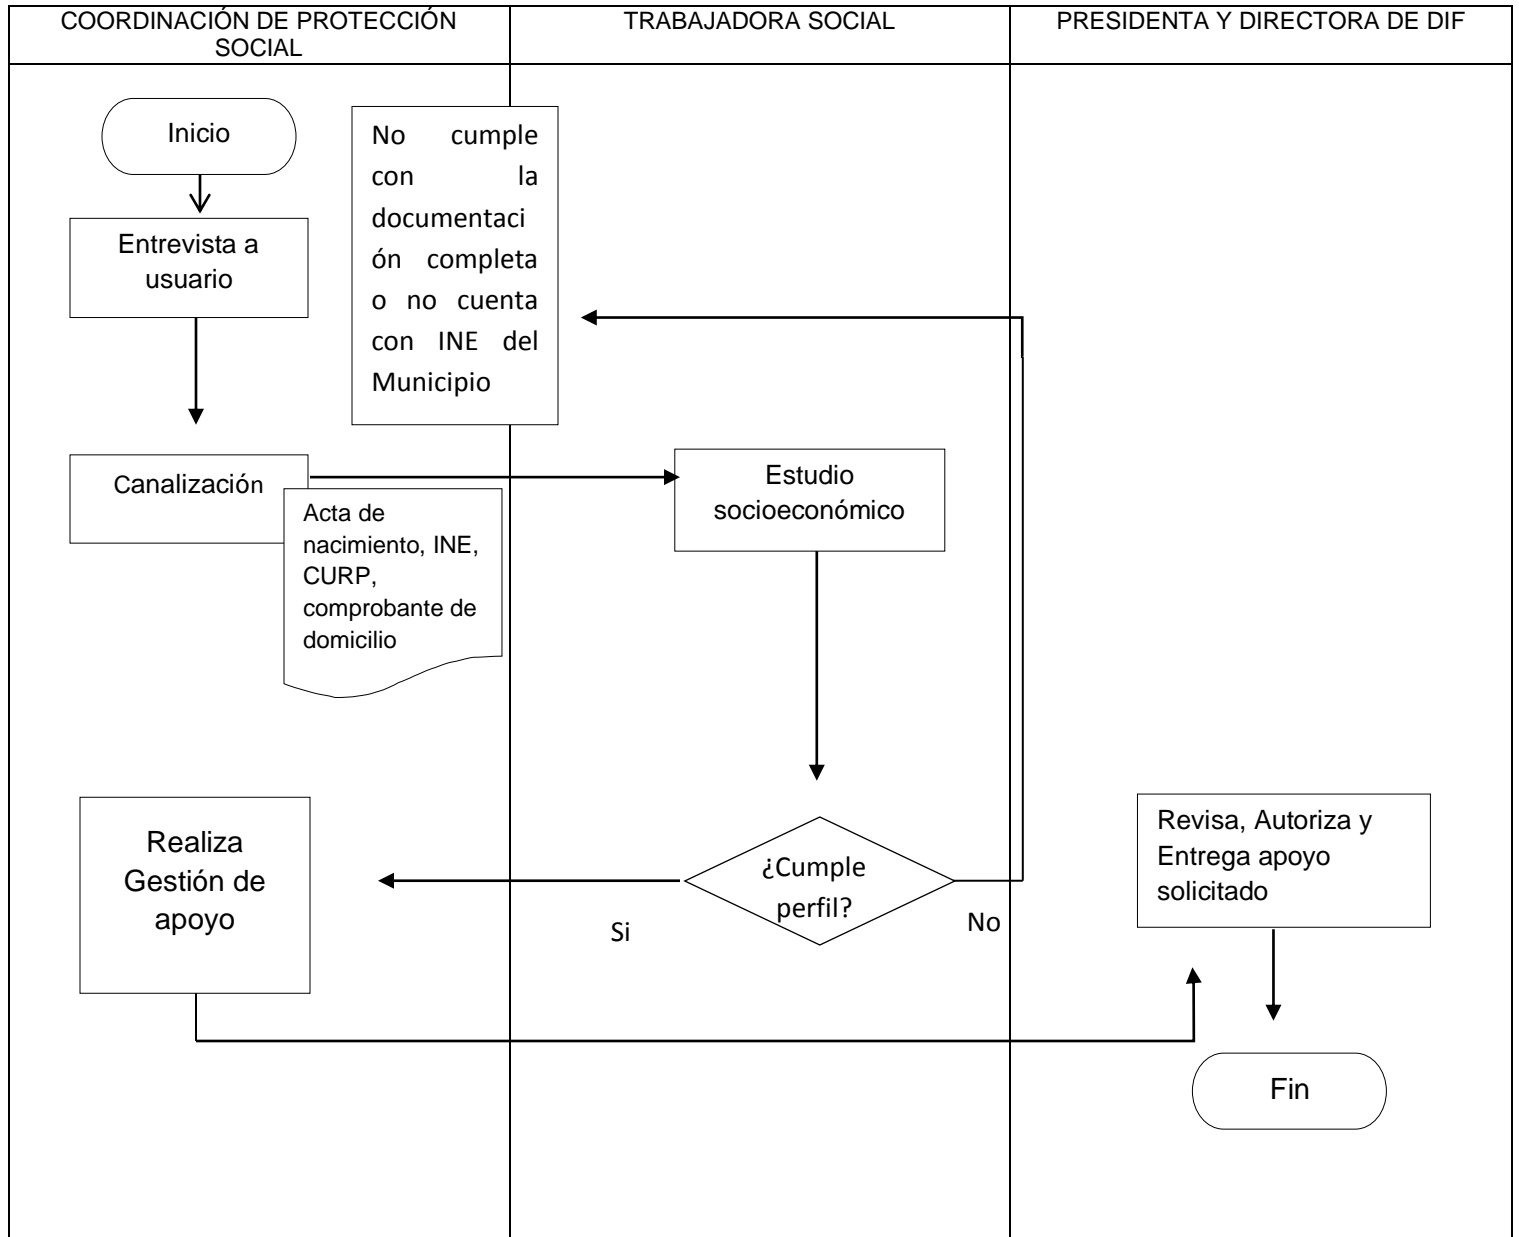 COORDINACIÓN DE PROTECCIÓN
SOCIAL
TRABAJADORA SOCIAL
PRESIDENTA Y DIRECTORA DE DIF
Inicio
No cumple
con la
documentaci
ón completa
o no cuenta
con INE del
Municipio
Entrevista a
usuario
Canalización
Acta de
nacimiento, INE,
CURP,
comprobante de
domicilio
Estudio
socioeconómico
Realiza
Gestión de
apoyo
¿Cumple
perfil?
Si
No
Revisa, Autoriza y
Entrega apoyo
solicitado
Fin